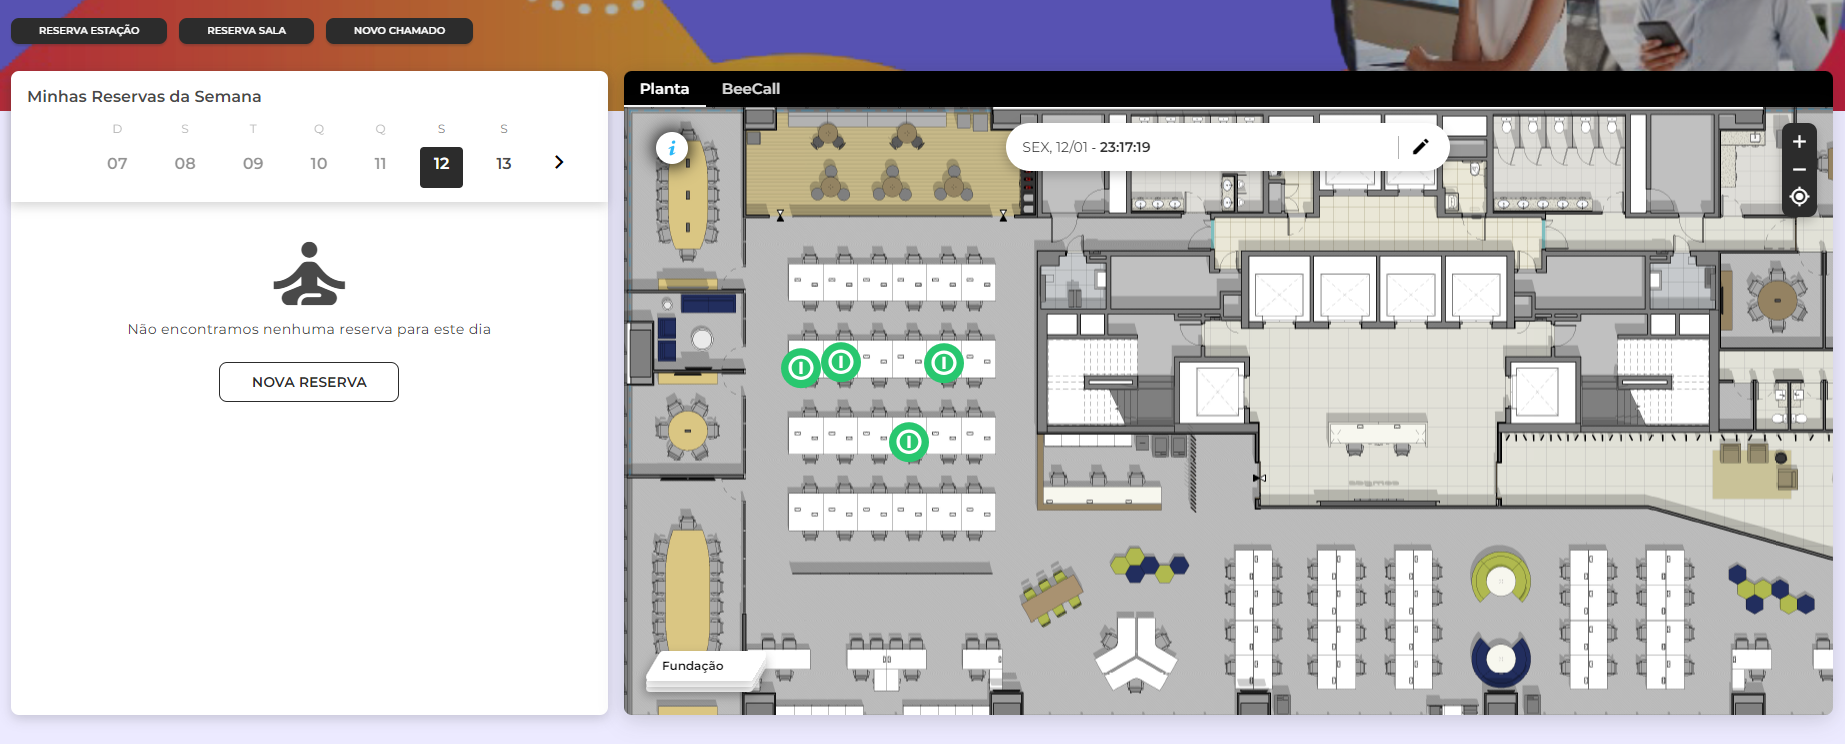 RESERVA ESTAÇÃO
RESERVA SALA
NOVO CHAMADO
Minhas Reservas da Semana
D S T Q Q S S
07 08 09 10 11 12 13
Não encontramos nenhuma reserva para este dia
NOVA RESERVA
Planta
BeeCall
i
SEX, 12/01 - 23:17:19
+
−
Fundação